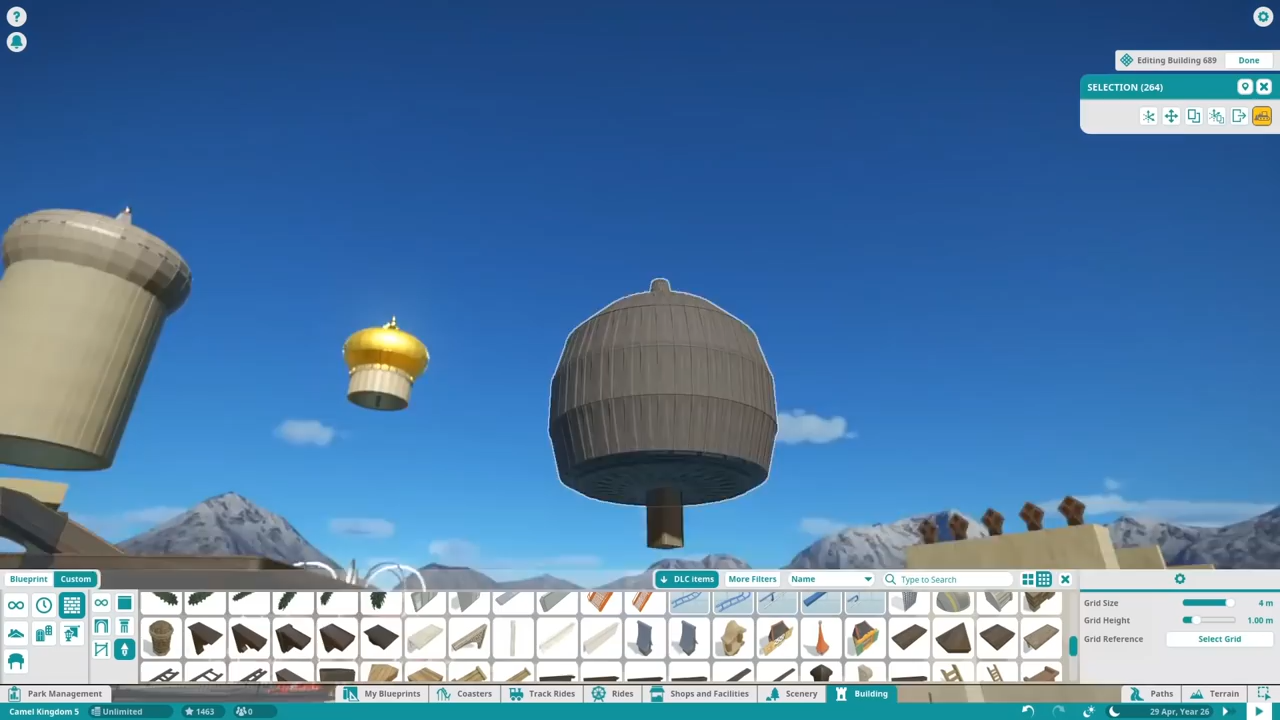 ?
Editing Building 689 Done
SELECTION (264)
Blueprint Custom DLC items More Filters Name Type to Search
Grid Size 4 m
Grid Height 1.00 m
Grid Reference Select Grid
Park Management My Blueprints Coasters Track Rides Rides Shops and Facilities Scenery Building Paths Terrain
Camel Kingdom 5 Unlimited 1463 0 29 Apr, Year 26